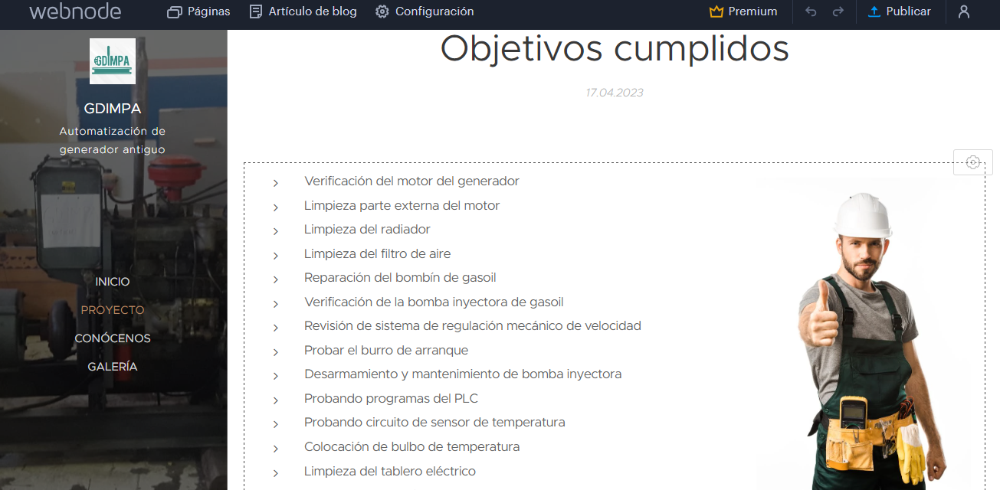 webnode
Páginas
Artículo de blog
Configuración
Premium
Publicar
GDIMPA
GDIMPA
Automatización de
generador antiguo
INICIO
PROYECTO
CONÓCENOS
GALERÍA
Objetivos cumplidos
17.04.2023
Verificación del motor del generador
Limpieza parte externa del motor
Limpieza del radiador
Limpieza del filtro de aire
Reparación del bombín de gasoil
Verificación de la bomba inyectora de gasoil
Revisión de sistema de regulación mecánico de velocidad
Probar el burro de arranque
Desarmamiento y mantenimiento de bomba inyectora
Probando programas del PLC
Probando circuito de sensor de temperatura
Colocación de bulbo de temperatura
Limpieza del tablero eléctrico